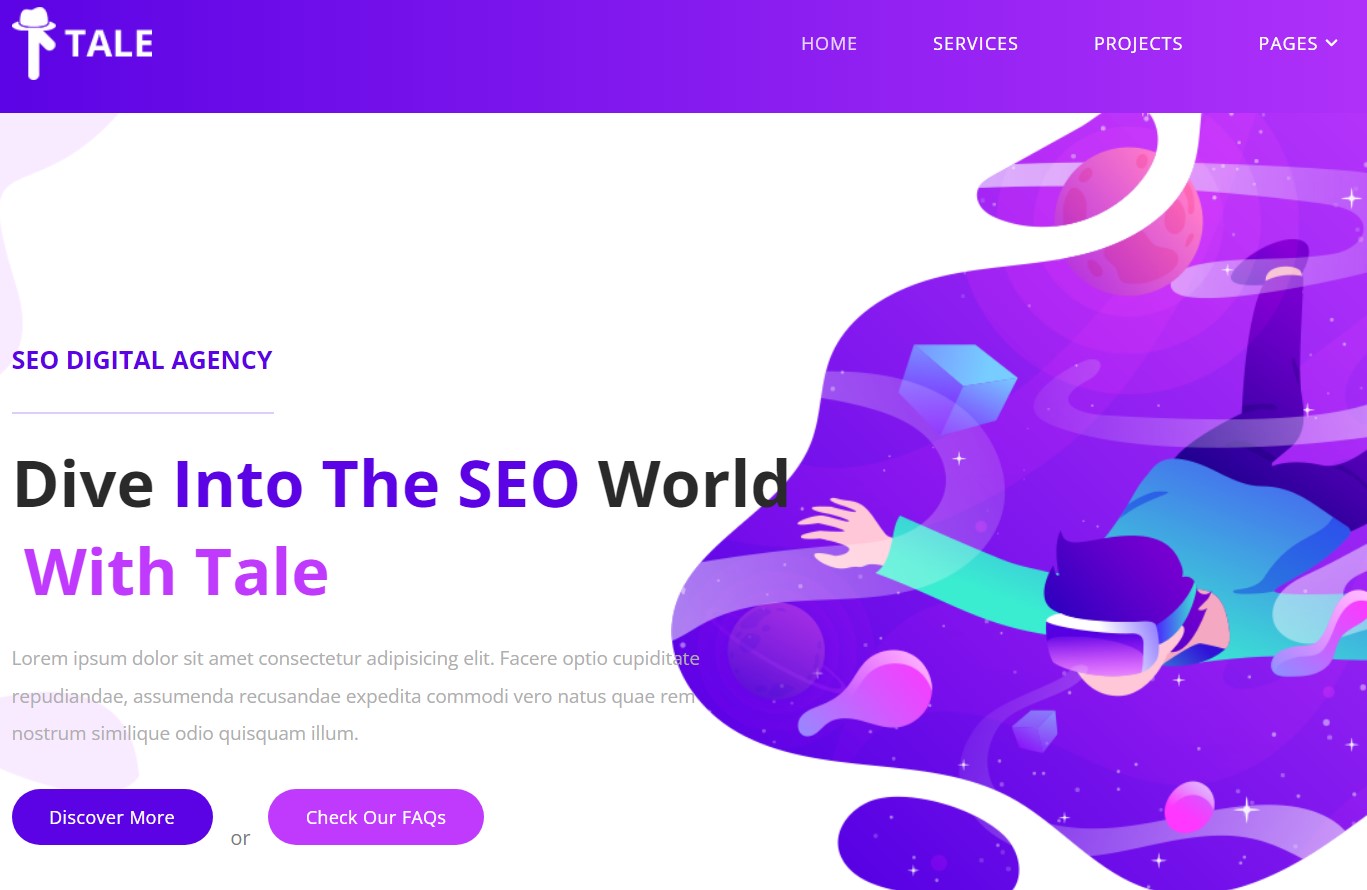 TALE
HOME SERVICES PROJECTS PAGES
SEO DIGITAL AGENCY
Dive Into The SEO World
With Tale
Lorem ipsum dolor sit amet consectetur adipisicing elit. Facere optio cupiditate
repudiandae, assumenda recusandae expedita commodi vero natus quae rem
nostrum similique odio quisquam illum.
Discover More or Check Our FAQs